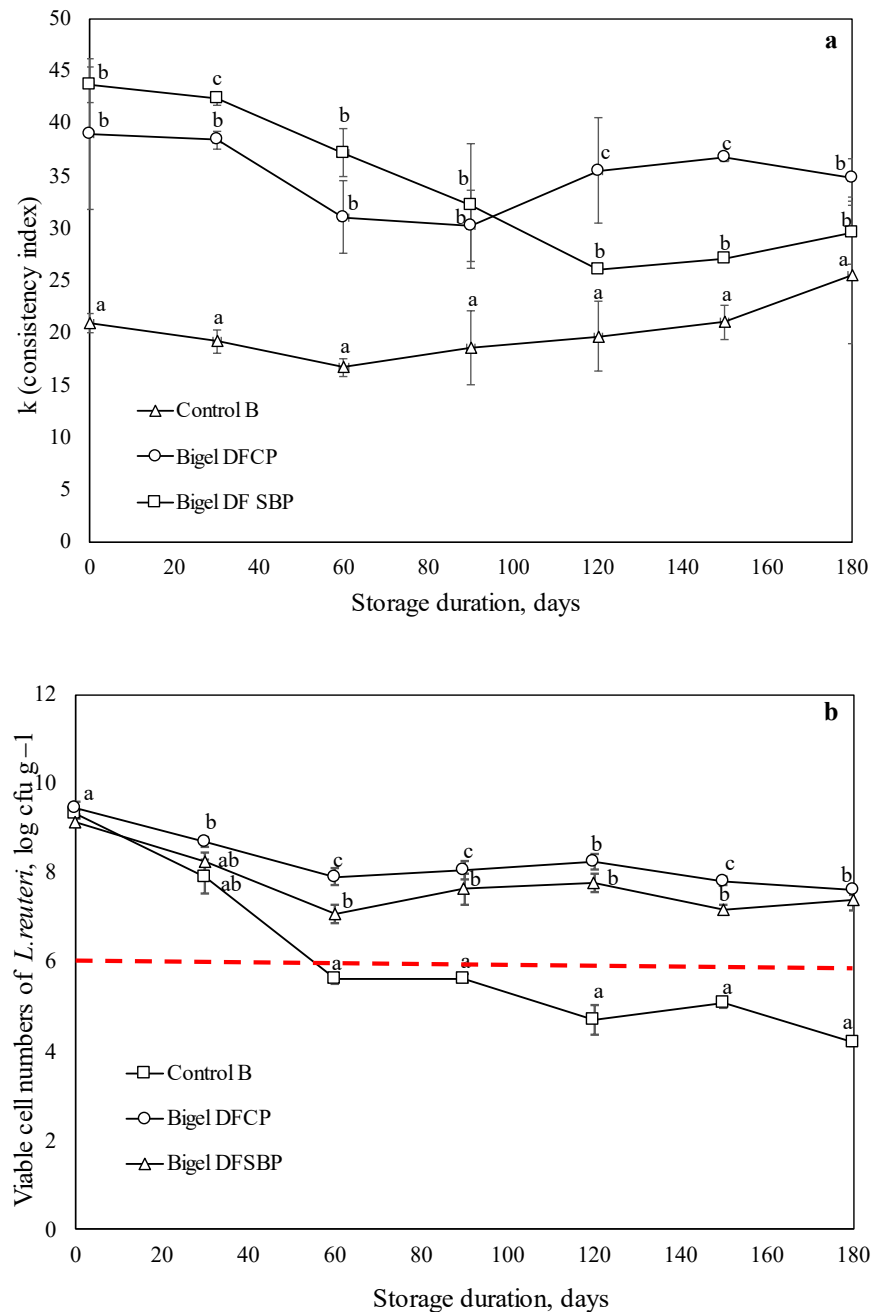 a
50
45
40
35
30
25
20
15
10
5
0
k (consistency index)
b c b b b b b
b b b b c c b
a a a a a a a
Control B
Bigel DFCP
Bigel DF SBP
0 20 40 60 80 100 120 140 160 180
Storage duration, days
b
12
10
8
6
4
2
0
Viable cell numbers of L.reuteri, log cfu g –1
a b c c b c b
ab b b b b
ab a a a a a
Control B
Bigel DFCP
Bigel DFSBP
0 20 40 60 80 100 120 140 160 180
Storage duration, days